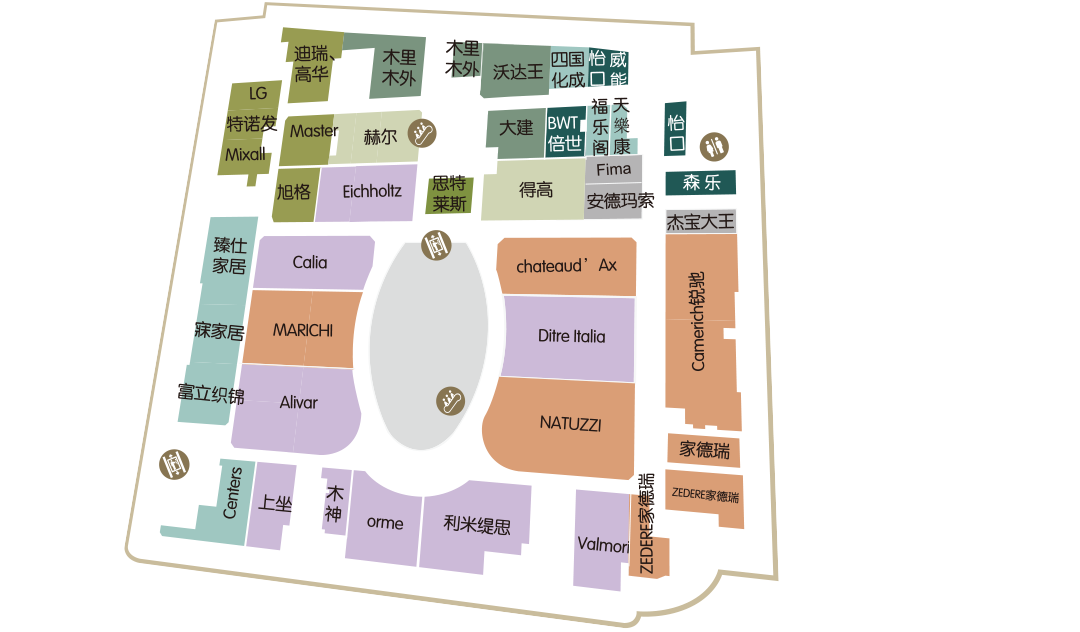 迪瑞、
高华
木里
木外
木里
木外
沃达王
四国
化成
怡口
威能
LG
特诺发
Mixall
Master
赫尔
旭格
Eichholtz
思特
莱斯
大建
BWT
倍世
福乐阁
天樂康
得高
Fima
安德玛索
怡口
森乐
杰宝大王
臻仕
家居
寐家居
富立织锦
Calia
MARICHI
Alivar
chateaud’ Ax
Ditre Italia
NATUZZI
Camerich锐驰
家德瑞
ZEDERE家德瑞
ZEDERE家德瑞
Centers
上坐
木神
orme
利米缇思
Valmori